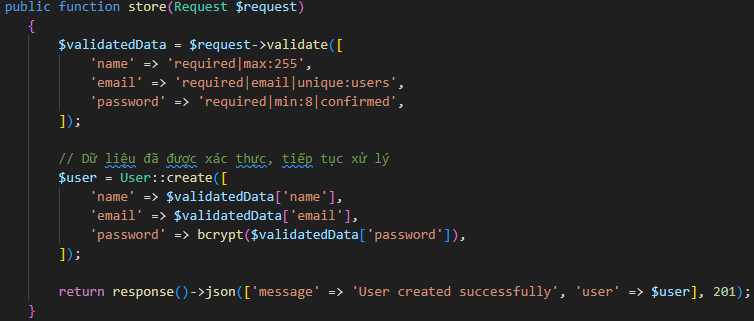 public function store(Request $request)
{
    $validatedData = $request->validate([
        'name' => 'required|max:255',
        'email' => 'required|email|unique:users',
        'password' => 'required|min:8|confirmed',
    ]);

    // Dữ liệu đã được xác thực, tiếp tục xử lý
    $user = User::create([
        'name' => $validatedData['name'],
        'email' => $validatedData['email'],
        'password' => bcrypt($validatedData['password']),
    ]);

    return response()->json(['message' => 'User created successfully', 'user' => $user], 201);
}